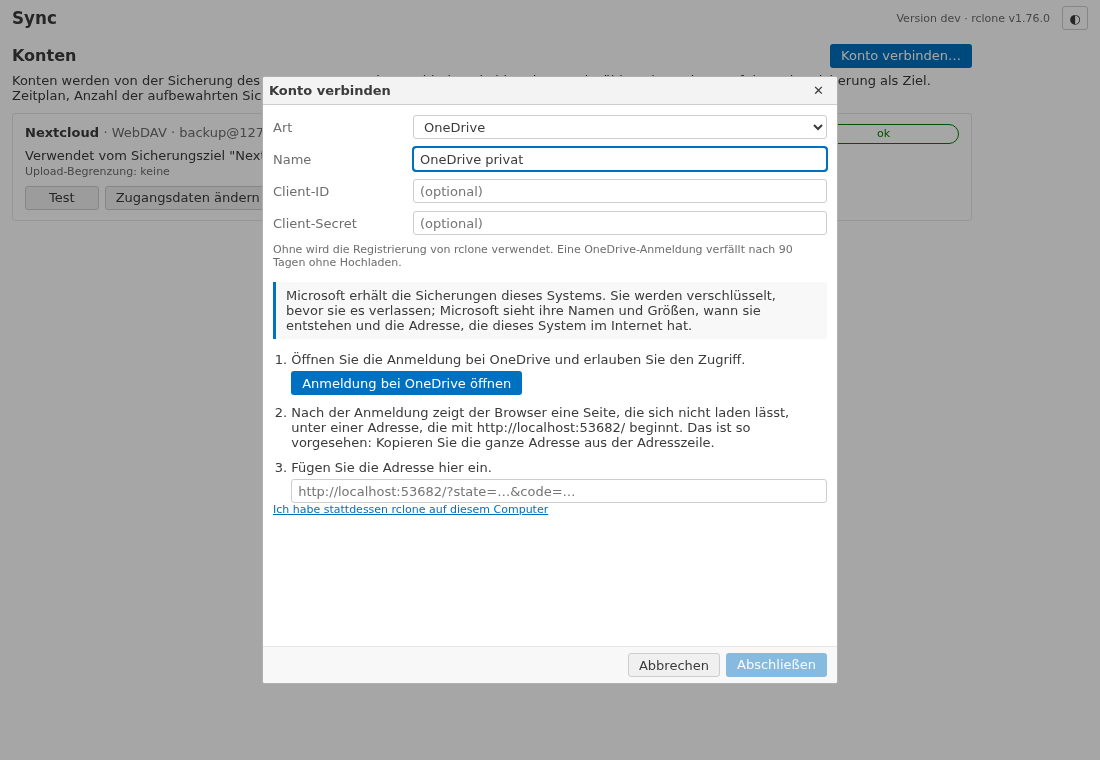 Sync
Version dev · rclone v1.76.0
Konten
Konto verbinden…
Konten werden von der Sicherung des
erung als Ziel.
Zeitplan, Anzahl der aufbewahrten Sic
Nextcloud · WebDAV · backup@127
ok
Verwendet vom Sicherungsziel "Next
Upload-Begrenzung: keine
Test
Zugangsdaten ändern
Konto verbinden
Art
OneDrive
Name
OneDrive privat
Client-ID
(optional)
Client-Secret
(optional)
Ohne wird die Registrierung von rclone verwendet. Eine OneDrive-Anmeldung verfällt nach 90
Tagen ohne Hochladen.
Microsoft erhält die Sicherungen dieses Systems. Sie werden verschlüsselt,
bevor sie es verlassen; Microsoft sieht ihre Namen und Größen, wann sie
entstehen und die Adresse, die dieses System im Internet hat.
1. Öffnen Sie die Anmeldung bei OneDrive und erlauben Sie den Zugriff.
Anmeldung bei OneDrive öffnen
2. Nach der Anmeldung zeigt der Browser eine Seite, die sich nicht laden lässt,
unter einer Adresse, die mit http://localhost:53682/ beginnt. Das ist so
vorgesehen: Kopieren Sie die ganze Adresse aus der Adresszeile.
3. Fügen Sie die Adresse hier ein.
http://localhost:53682/?state=…&code=…
Ich habe stattdessen rclone auf diesem Computer
Abbrechen
Abschließen